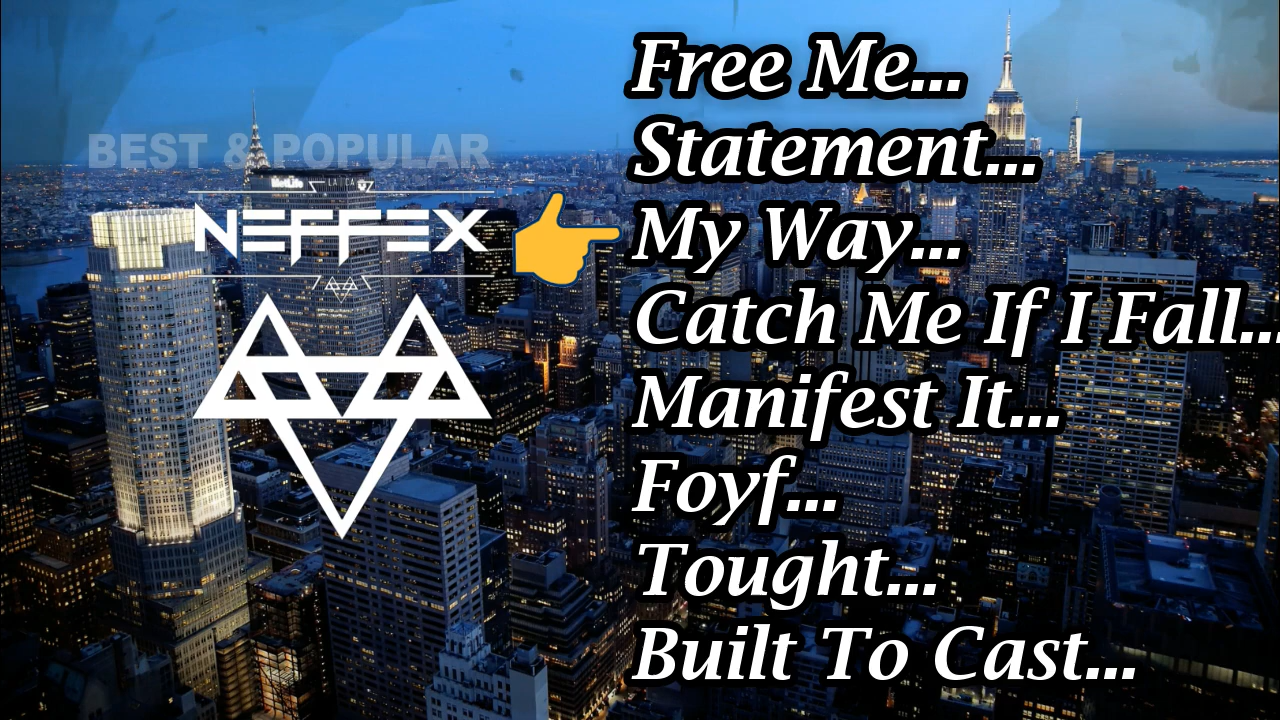 BEST & POPULAR
NEFFEX
Free Me...
Statement...
My Way...
Catch Me If I Fall...
Manifest It...
Foyf...
Tought...
Built To Cast...
MetLife